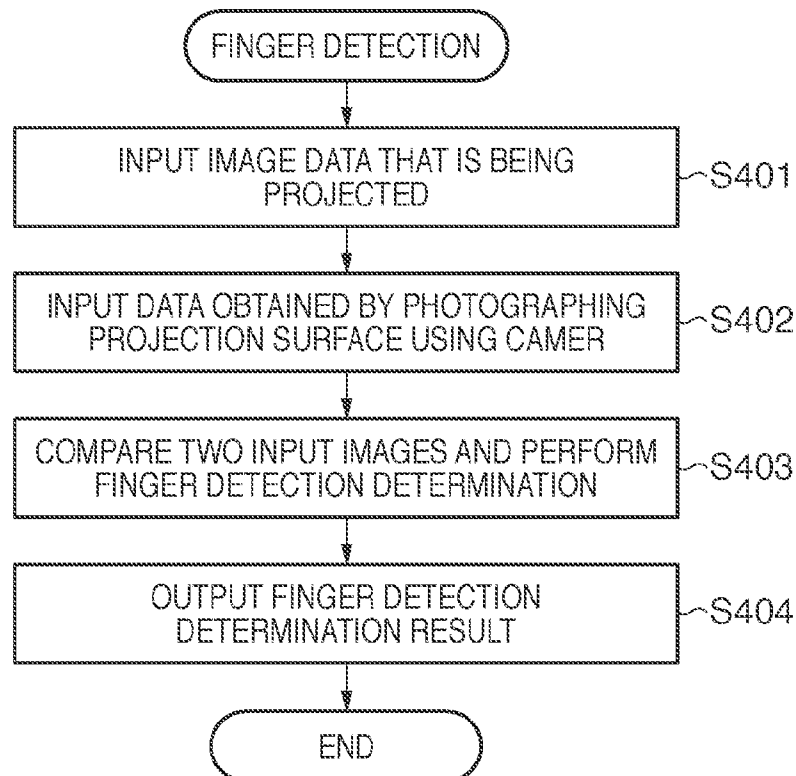 FINGER DETECTION
INPUT IMAGE DATA THAT IS BEING
PROJECTED
S401
INPUT DATA OBTAINED BY PHOTOGRAPHING
PROJECTION SURFACE USING CAMER
S402
COMPARE TWO INPUT IMAGES AND PERFORM
FINGER DETECTION DETERMINATION
S403
OUTPUT FINGER DETECTION
DETERMINATION RESULT
S404
END